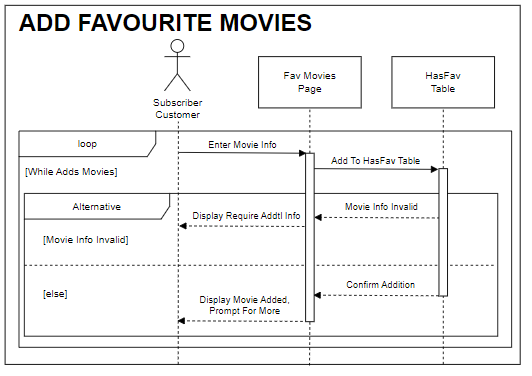 ADD FAVOURITE MOVIES
Subscriber
Customer
Fav Movies
Page
HasFav
Table
loop
[While Adds Movies]
Enter Movie Info
Add To HasFav Table
Alternative
[Movie Info Invalid]
Movie Info Invalid
Display Require Addtl Info
[else]
Confirm Addition
Display Movie Added,
Prompt For More